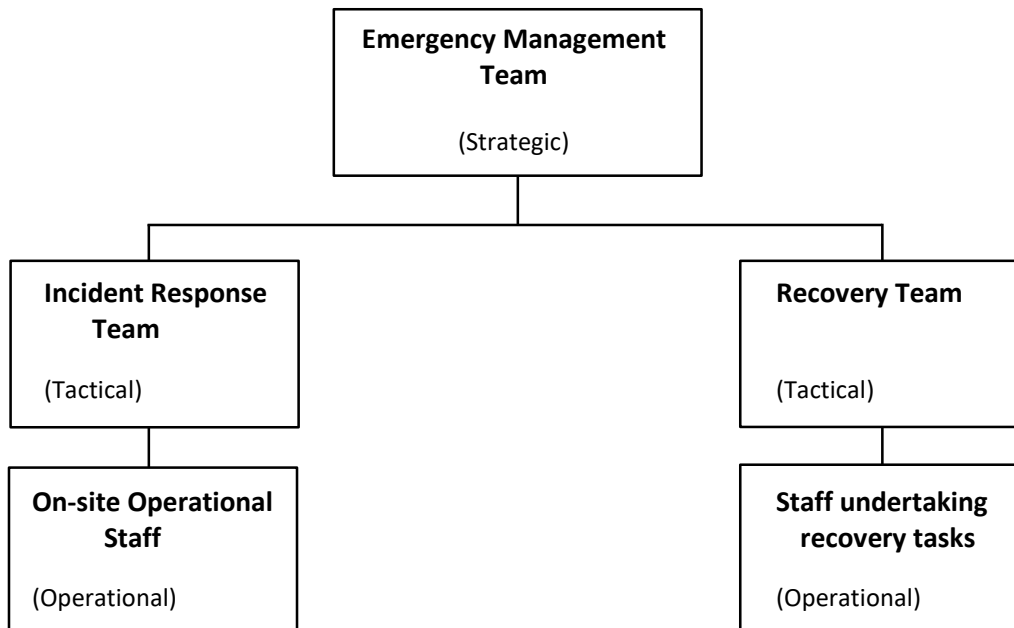 Emergency Management
Team
(Strategic)
Incident Response
Team
(Tactical)
Recovery Team
(Tactical)
On-site Operational
Staff
(Operational)
Staff undertaking
recovery tasks
(Operational)